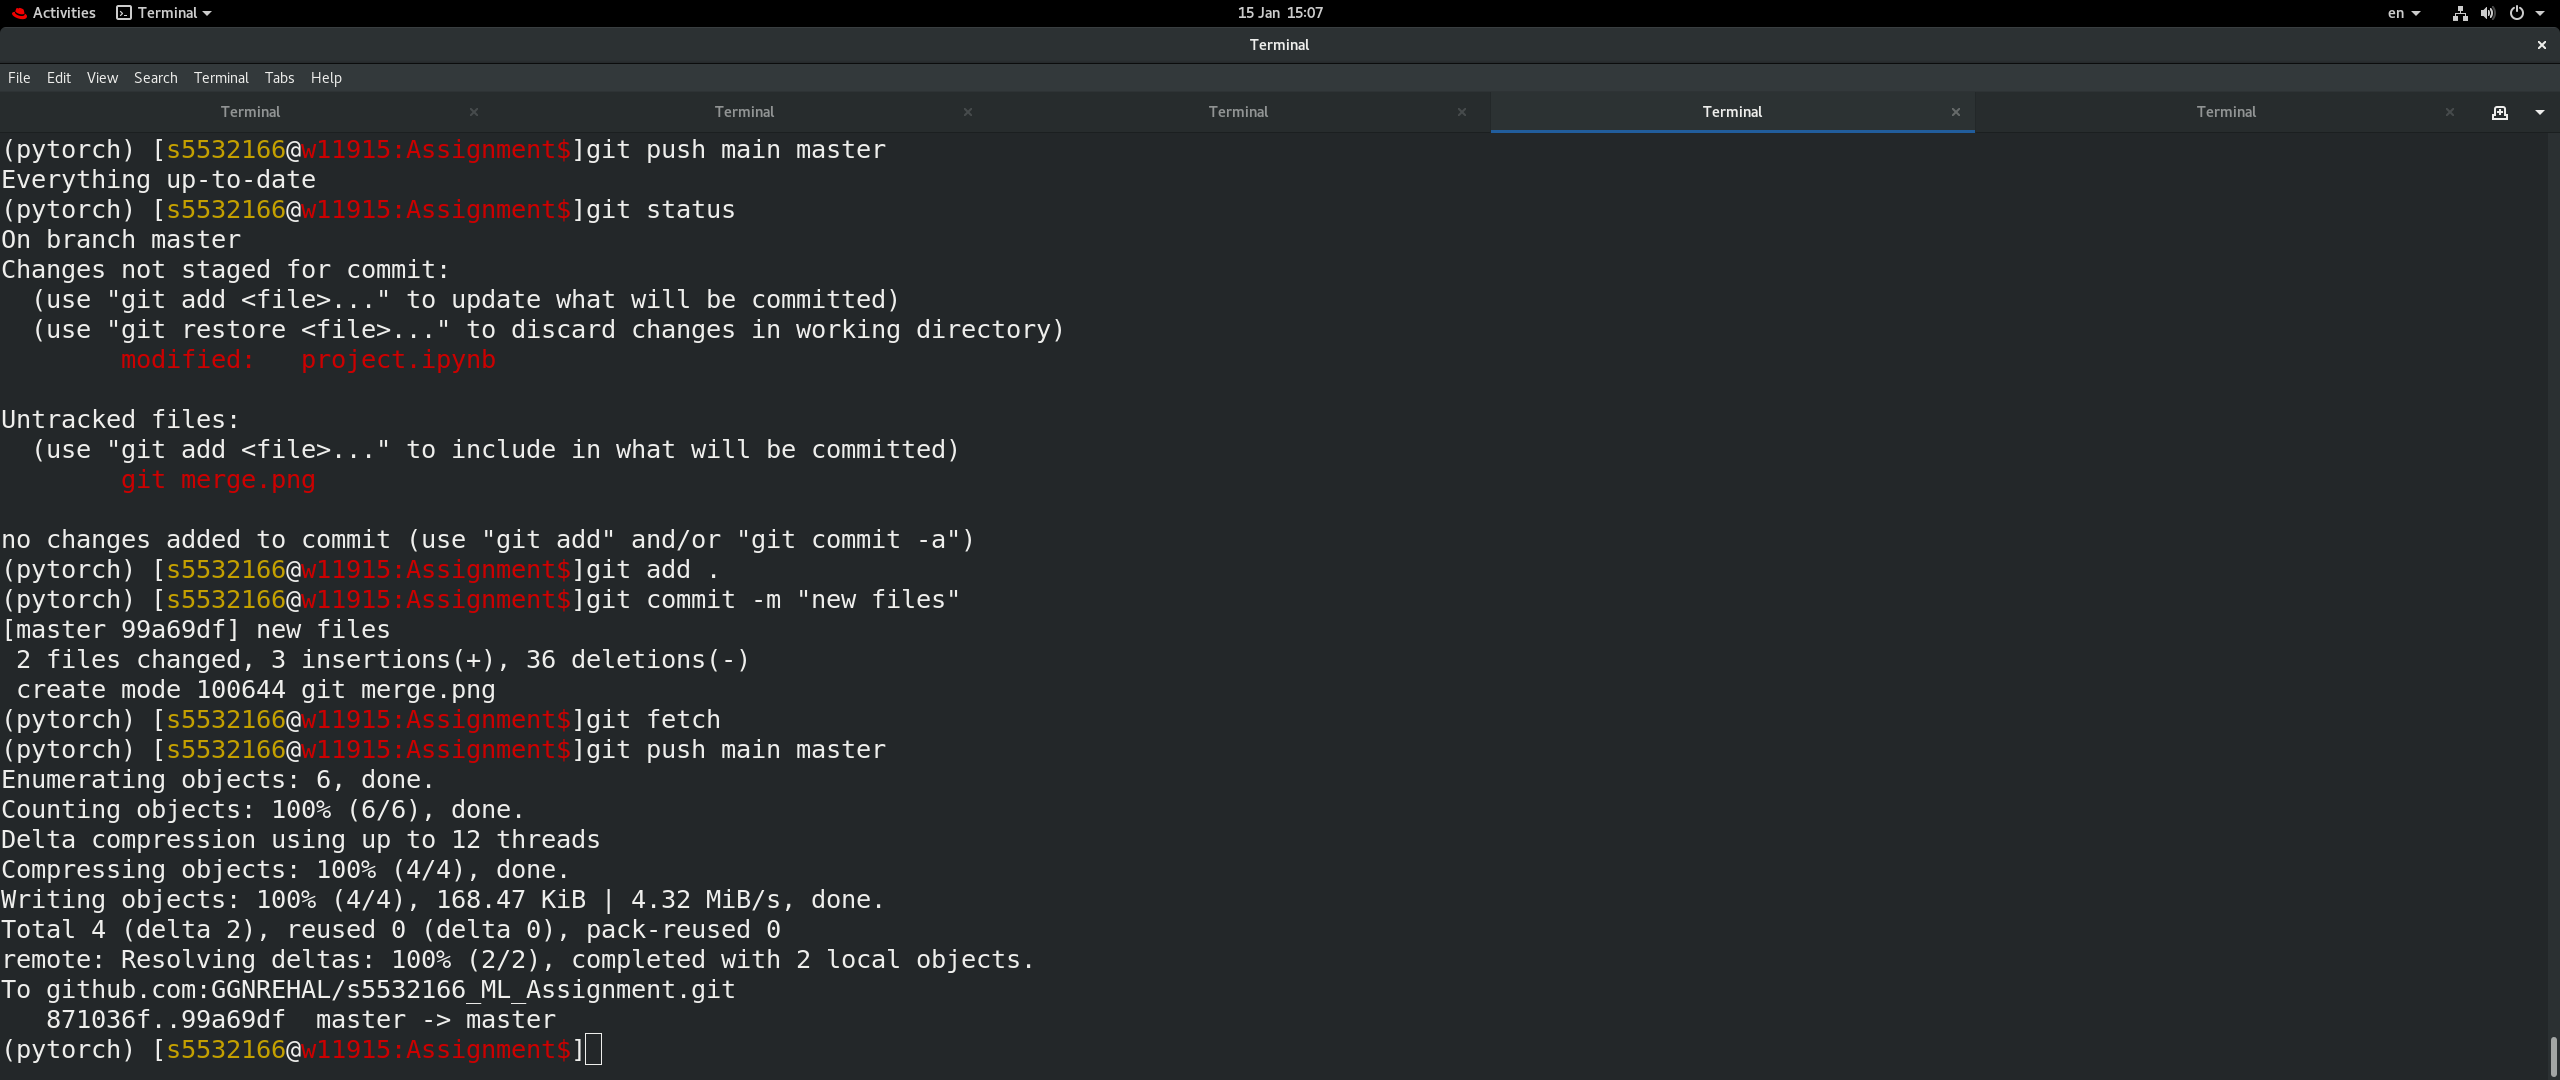 Activities Terminal 15 Jan 15:07 en
Terminal
File Edit View Search Terminal Tabs Help
Terminal Terminal Terminal Terminal Terminal
(pytorch) [s5532166@w11915:Assignment$]git push main master
Everything up-to-date
(pytorch) [s5532166@w11915:Assignment$]git status
On branch master
Changes not staged for commit:
  (use "git add <file>..." to update what will be committed)
  (use "git restore <file>..." to discard changes in working directory)
        modified:   project.ipynb
Untracked files:
  (use "git add <file>..." to include in what will be committed)
        git merge.png
no changes added to commit (use "git add" and/or "git commit -a")
(pytorch) [s5532166@w11915:Assignment$]git add .
(pytorch) [s5532166@w11915:Assignment$]git commit -m "new files"
[master 99a69df] new files
 2 files changed, 3 insertions(+), 36 deletions(-)
 create mode 100644 git merge.png
(pytorch) [s5532166@w11915:Assignment$]git fetch
(pytorch) [s5532166@w11915:Assignment$]git push main master
Enumerating objects: 6, done.
Counting objects: 100% (6/6), done.
Delta compression using up to 12 threads
Compressing objects: 100% (4/4), done.
Writing objects: 100% (4/4), 168.47 KiB | 4.32 MiB/s, done.
Total 4 (delta 2), reused 0 (delta 0), pack-reused 0
remote: Resolving deltas: 100% (2/2), completed with 2 local objects.
To github.com:GGNREHAL/s5532166_ML_Assignment.git
   871036f..99a69df  master -> master
(pytorch) [s5532166@w11915:Assignment$]